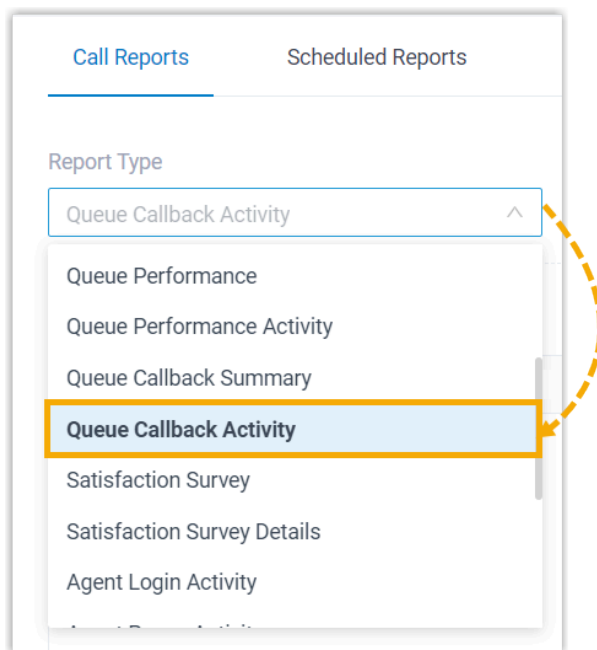 Call Reports Scheduled Reports
Report Type
Queue Callback Activity
Queue Performance
Queue Performance Activity
Queue Callback Summary
Queue Callback Activity
Satisfaction Survey
Satisfaction Survey Details
Agent Login Activity